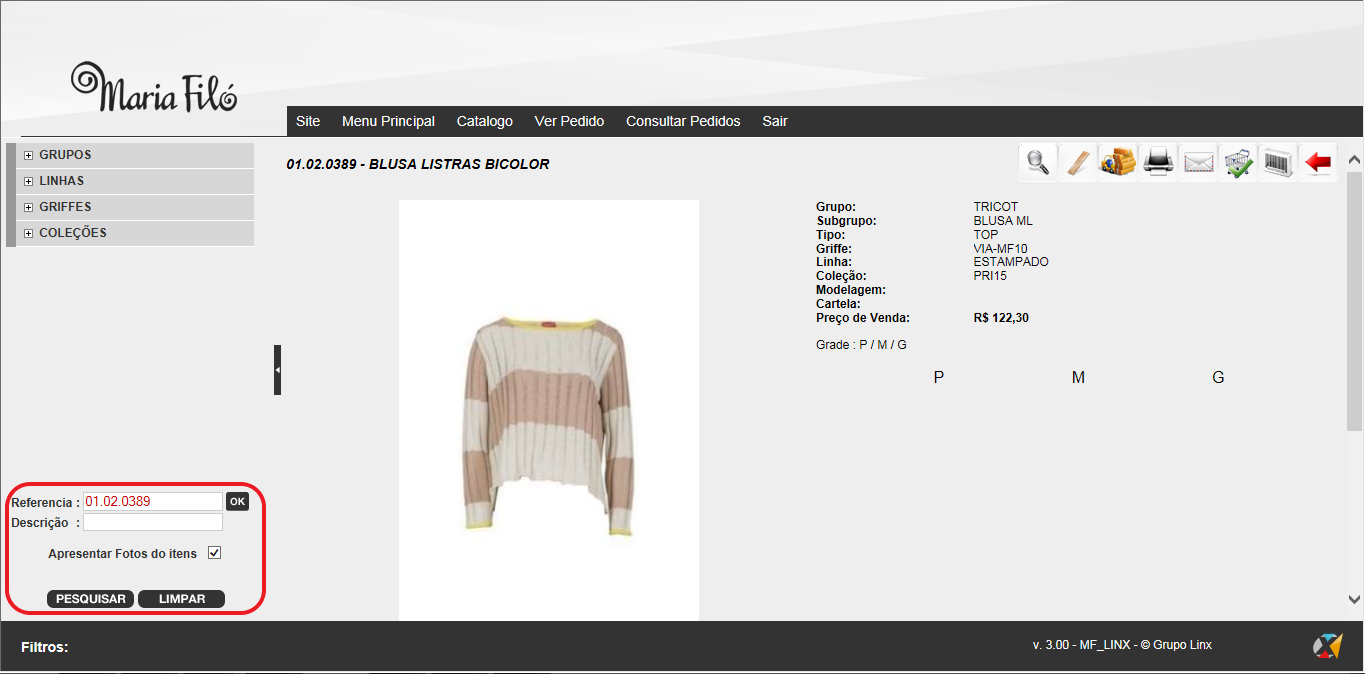 Maria Filó
Site Menu Principal Catalogo Ver Pedido Consultar Pedidos Sair
GRUPOS
LINHAS
GRIFFES
COLEÇÕES
01.02.0389 - BLUSA LISTRAS BICOLOR
Grupo: TRICOT
Subgrupo: BLUSA ML
Tipo: TOP
Griffe: VIA-MF10
Linha: ESTAMPADO
Coleção: PRI15
Modelagem:
Cartela:
Preço de Venda: R$ 122,30
Grade : P / M / G
P M G
Referencia : 01.02.0389 OK
Descrição :
Apresentar Fotos do itens
PESQUISAR LIMPAR
Filtros:
v. 3.00 - MF_LINX - © Grupo Linx